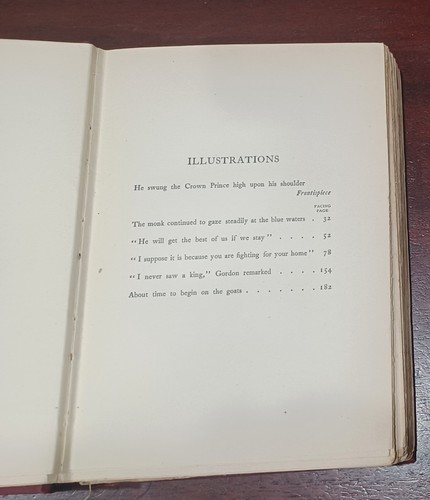 ILLUSTRATIONS
He swung the Crown Prince high upon his shoulder
Frontispiece
FACING
PAGE
The monk continued to gaze steadily at the blue waters . 32
"He will get the best of us if we stay" . . . . 52
"I suppose it is because you are fighting for your home" 78
"I never saw a king," Gordon remarked . . . . 154
About time to begin on the goats . . . . . . . 182